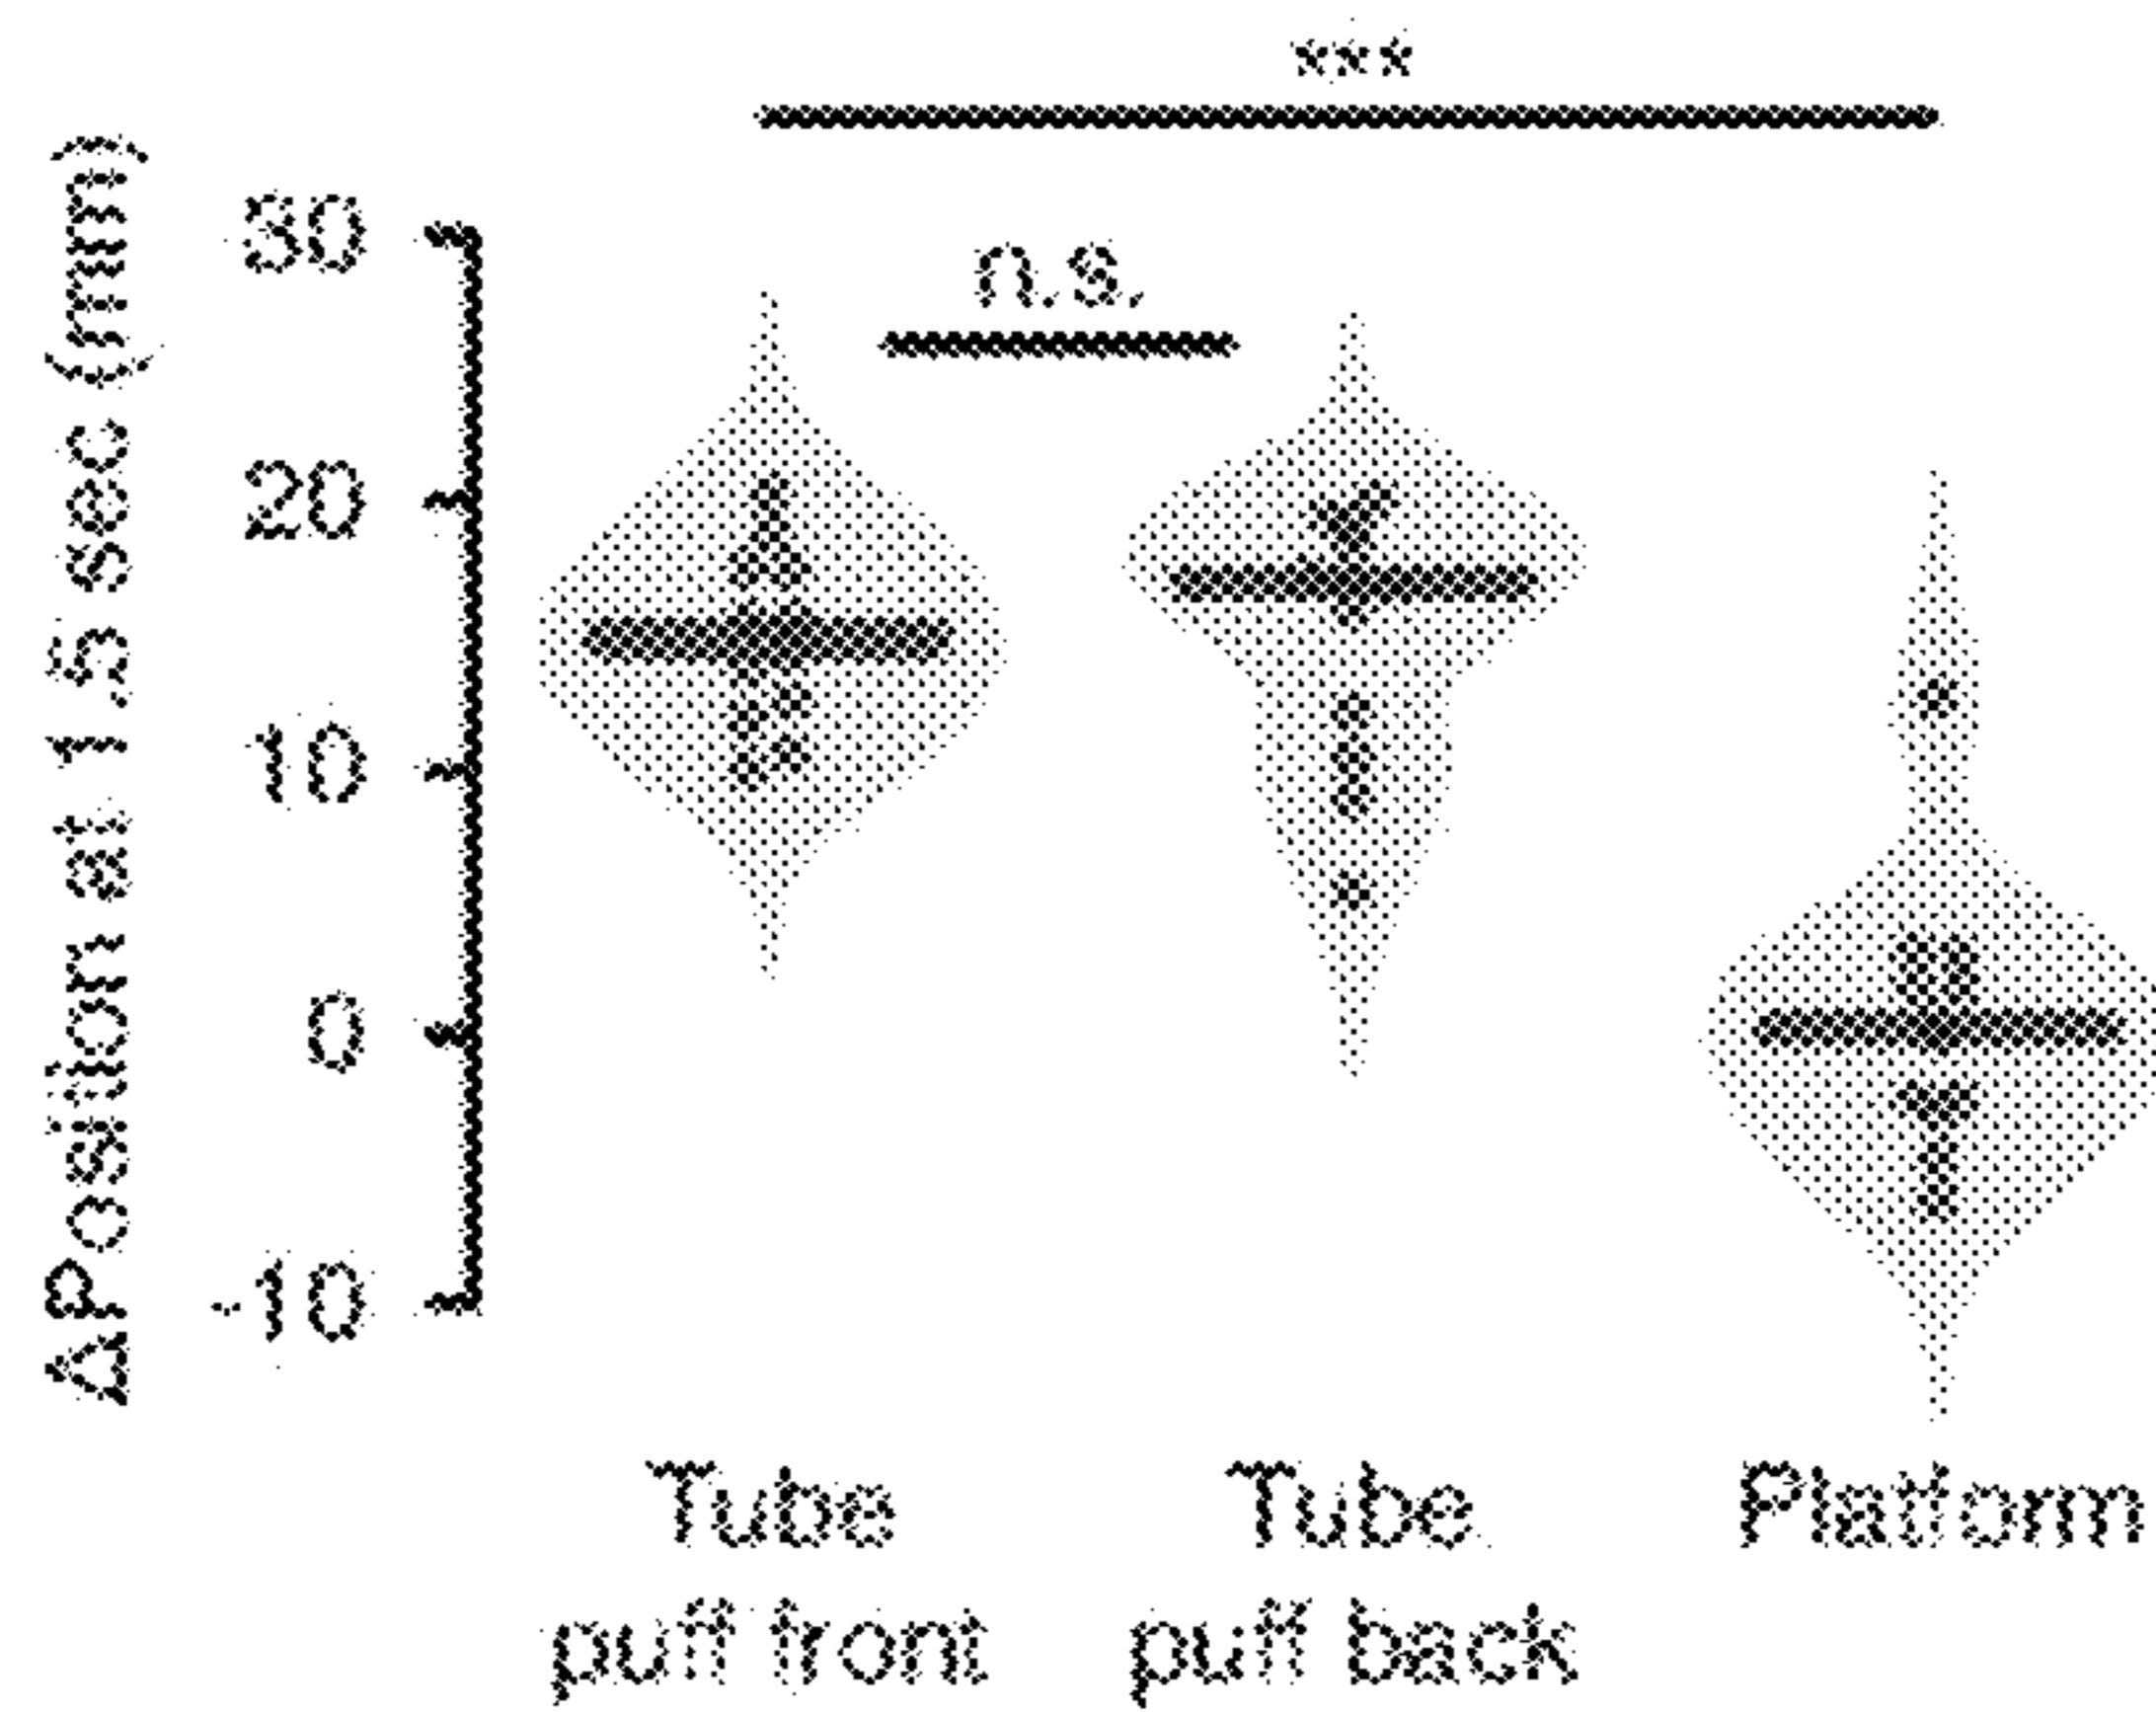 ***
n.s.
ΔPosition at 1.5 sec (mm)
30
20
10
0
-10
Tube
puff front
Tube
puff back
Platform